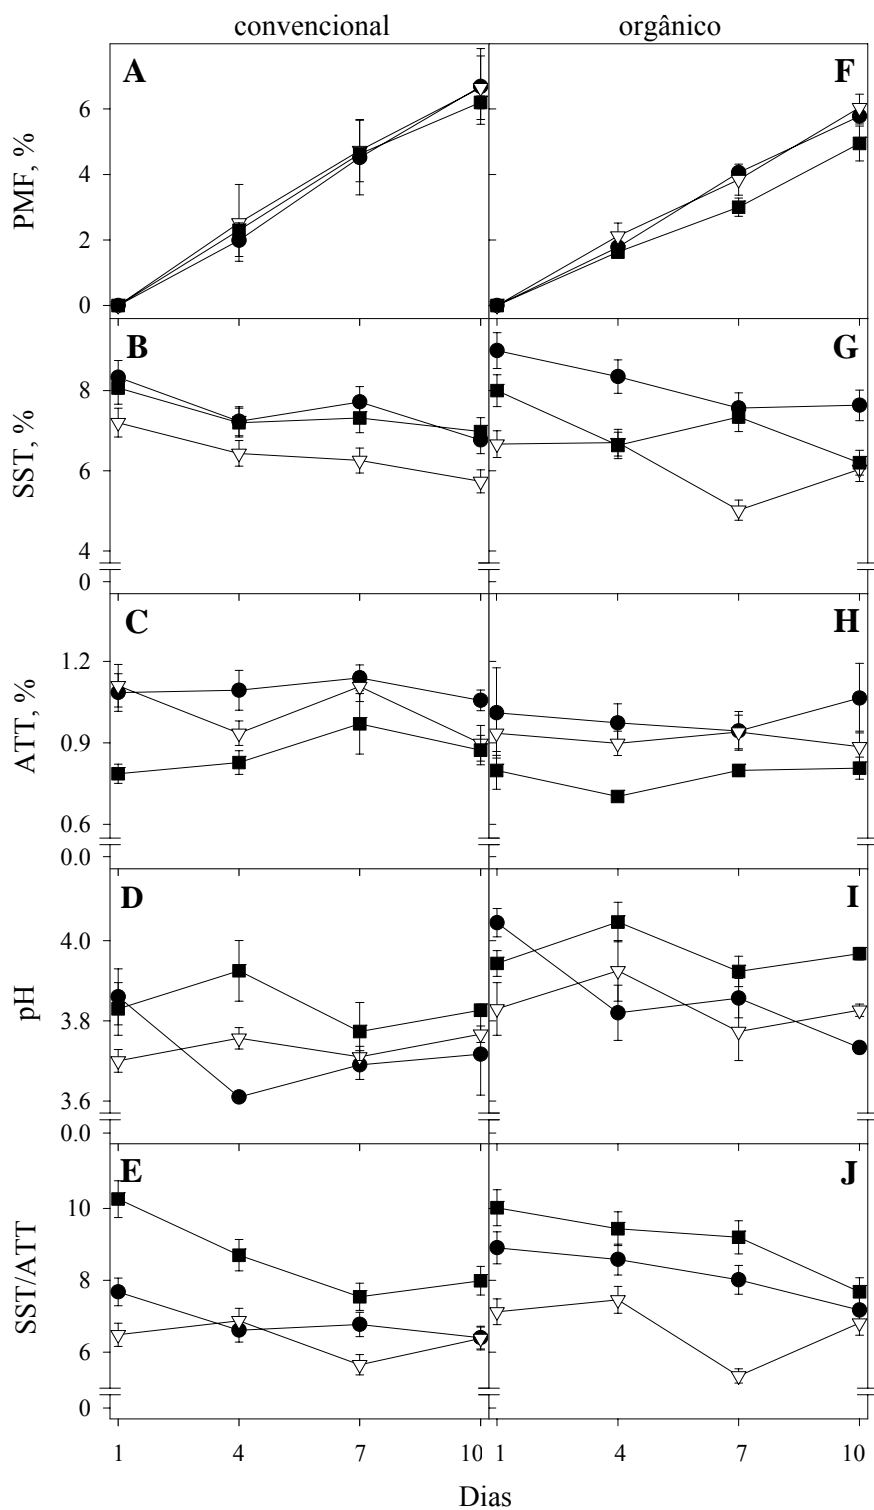 convencional orgânico
A F
PMF, %
6
4
2
0
B G
SST, %
8
6
4
0
C H
ATT, %
1.2
0.9
0.6
0.0
D I
pH
4.0
3.8
3.6
0.0
E J
SST/ATT
10
8
6
0
1 4 7 10 1 4 7 10
Dias